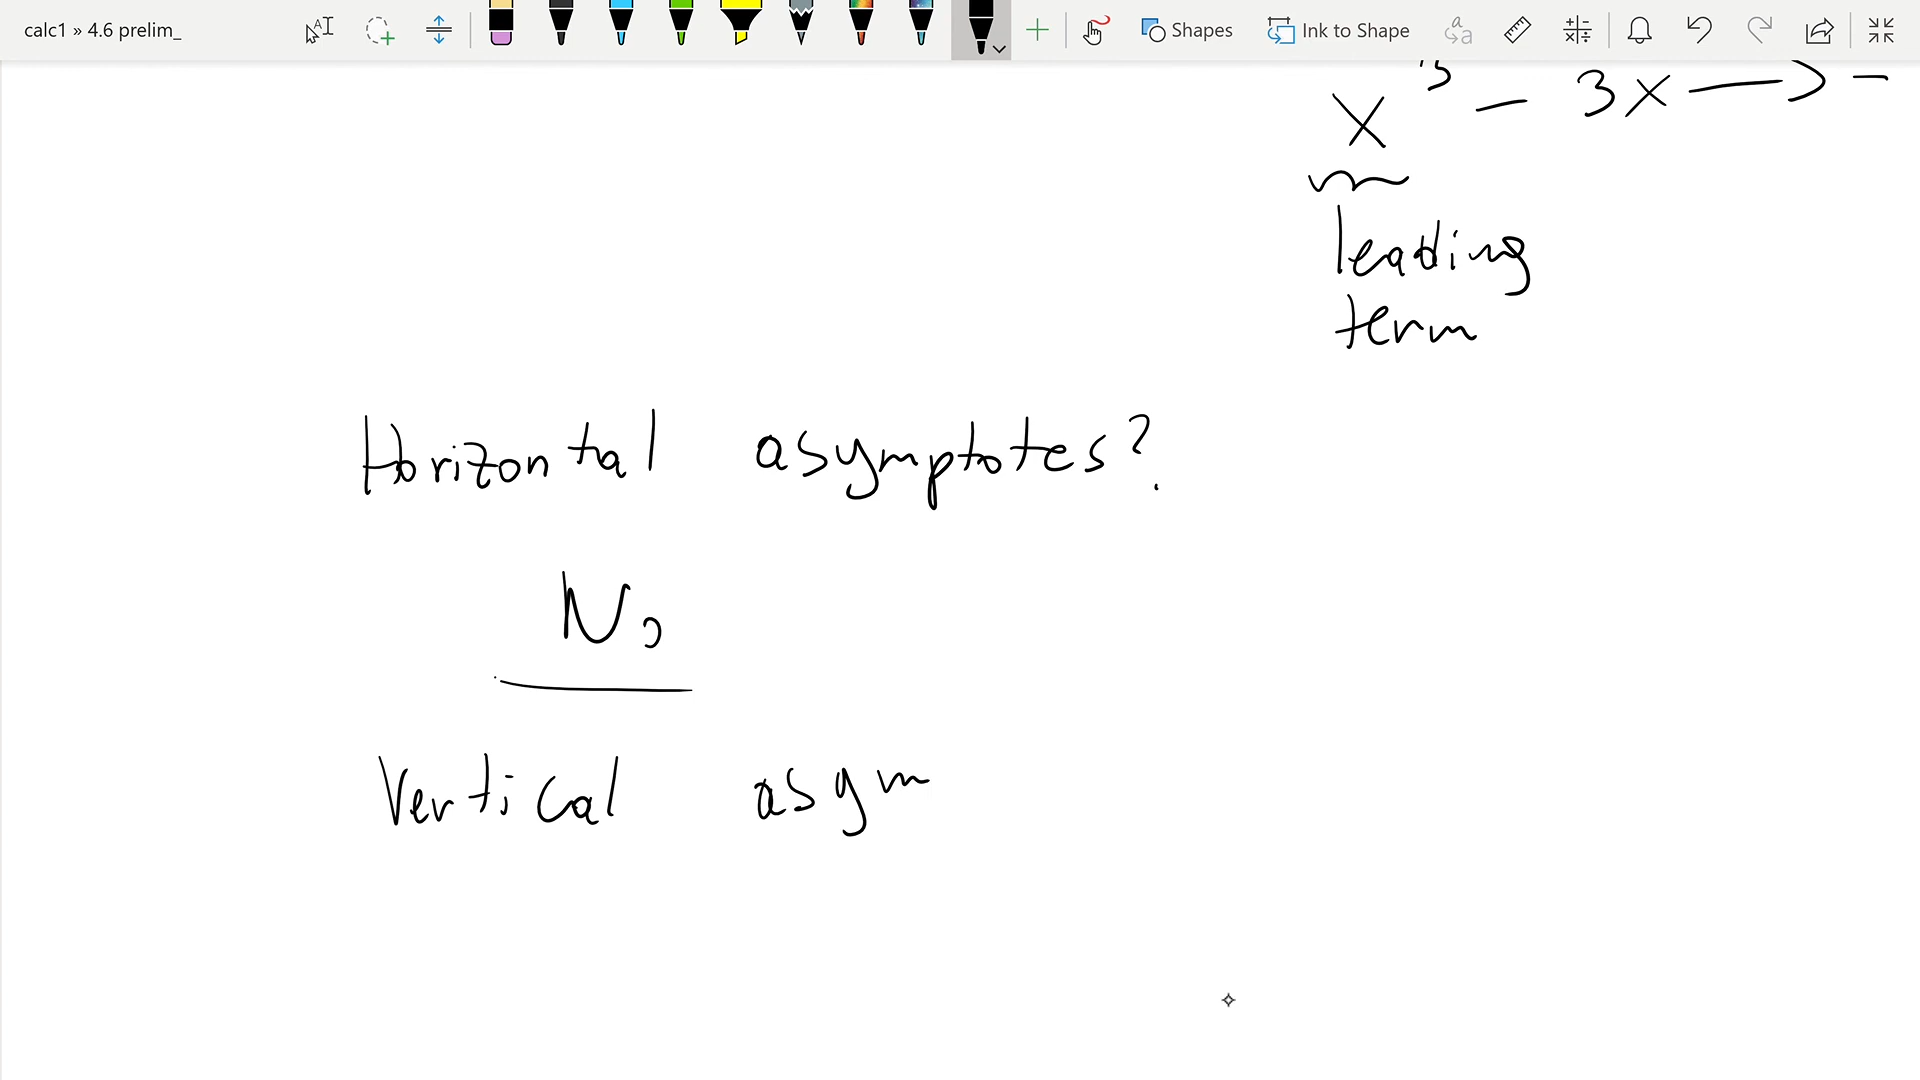 calc1 » 4.6 prelim_
Shapes
Ink to Shape
x³ − 3x → −
leading
term
Horizontal asymptotes?
No
Vertical asym